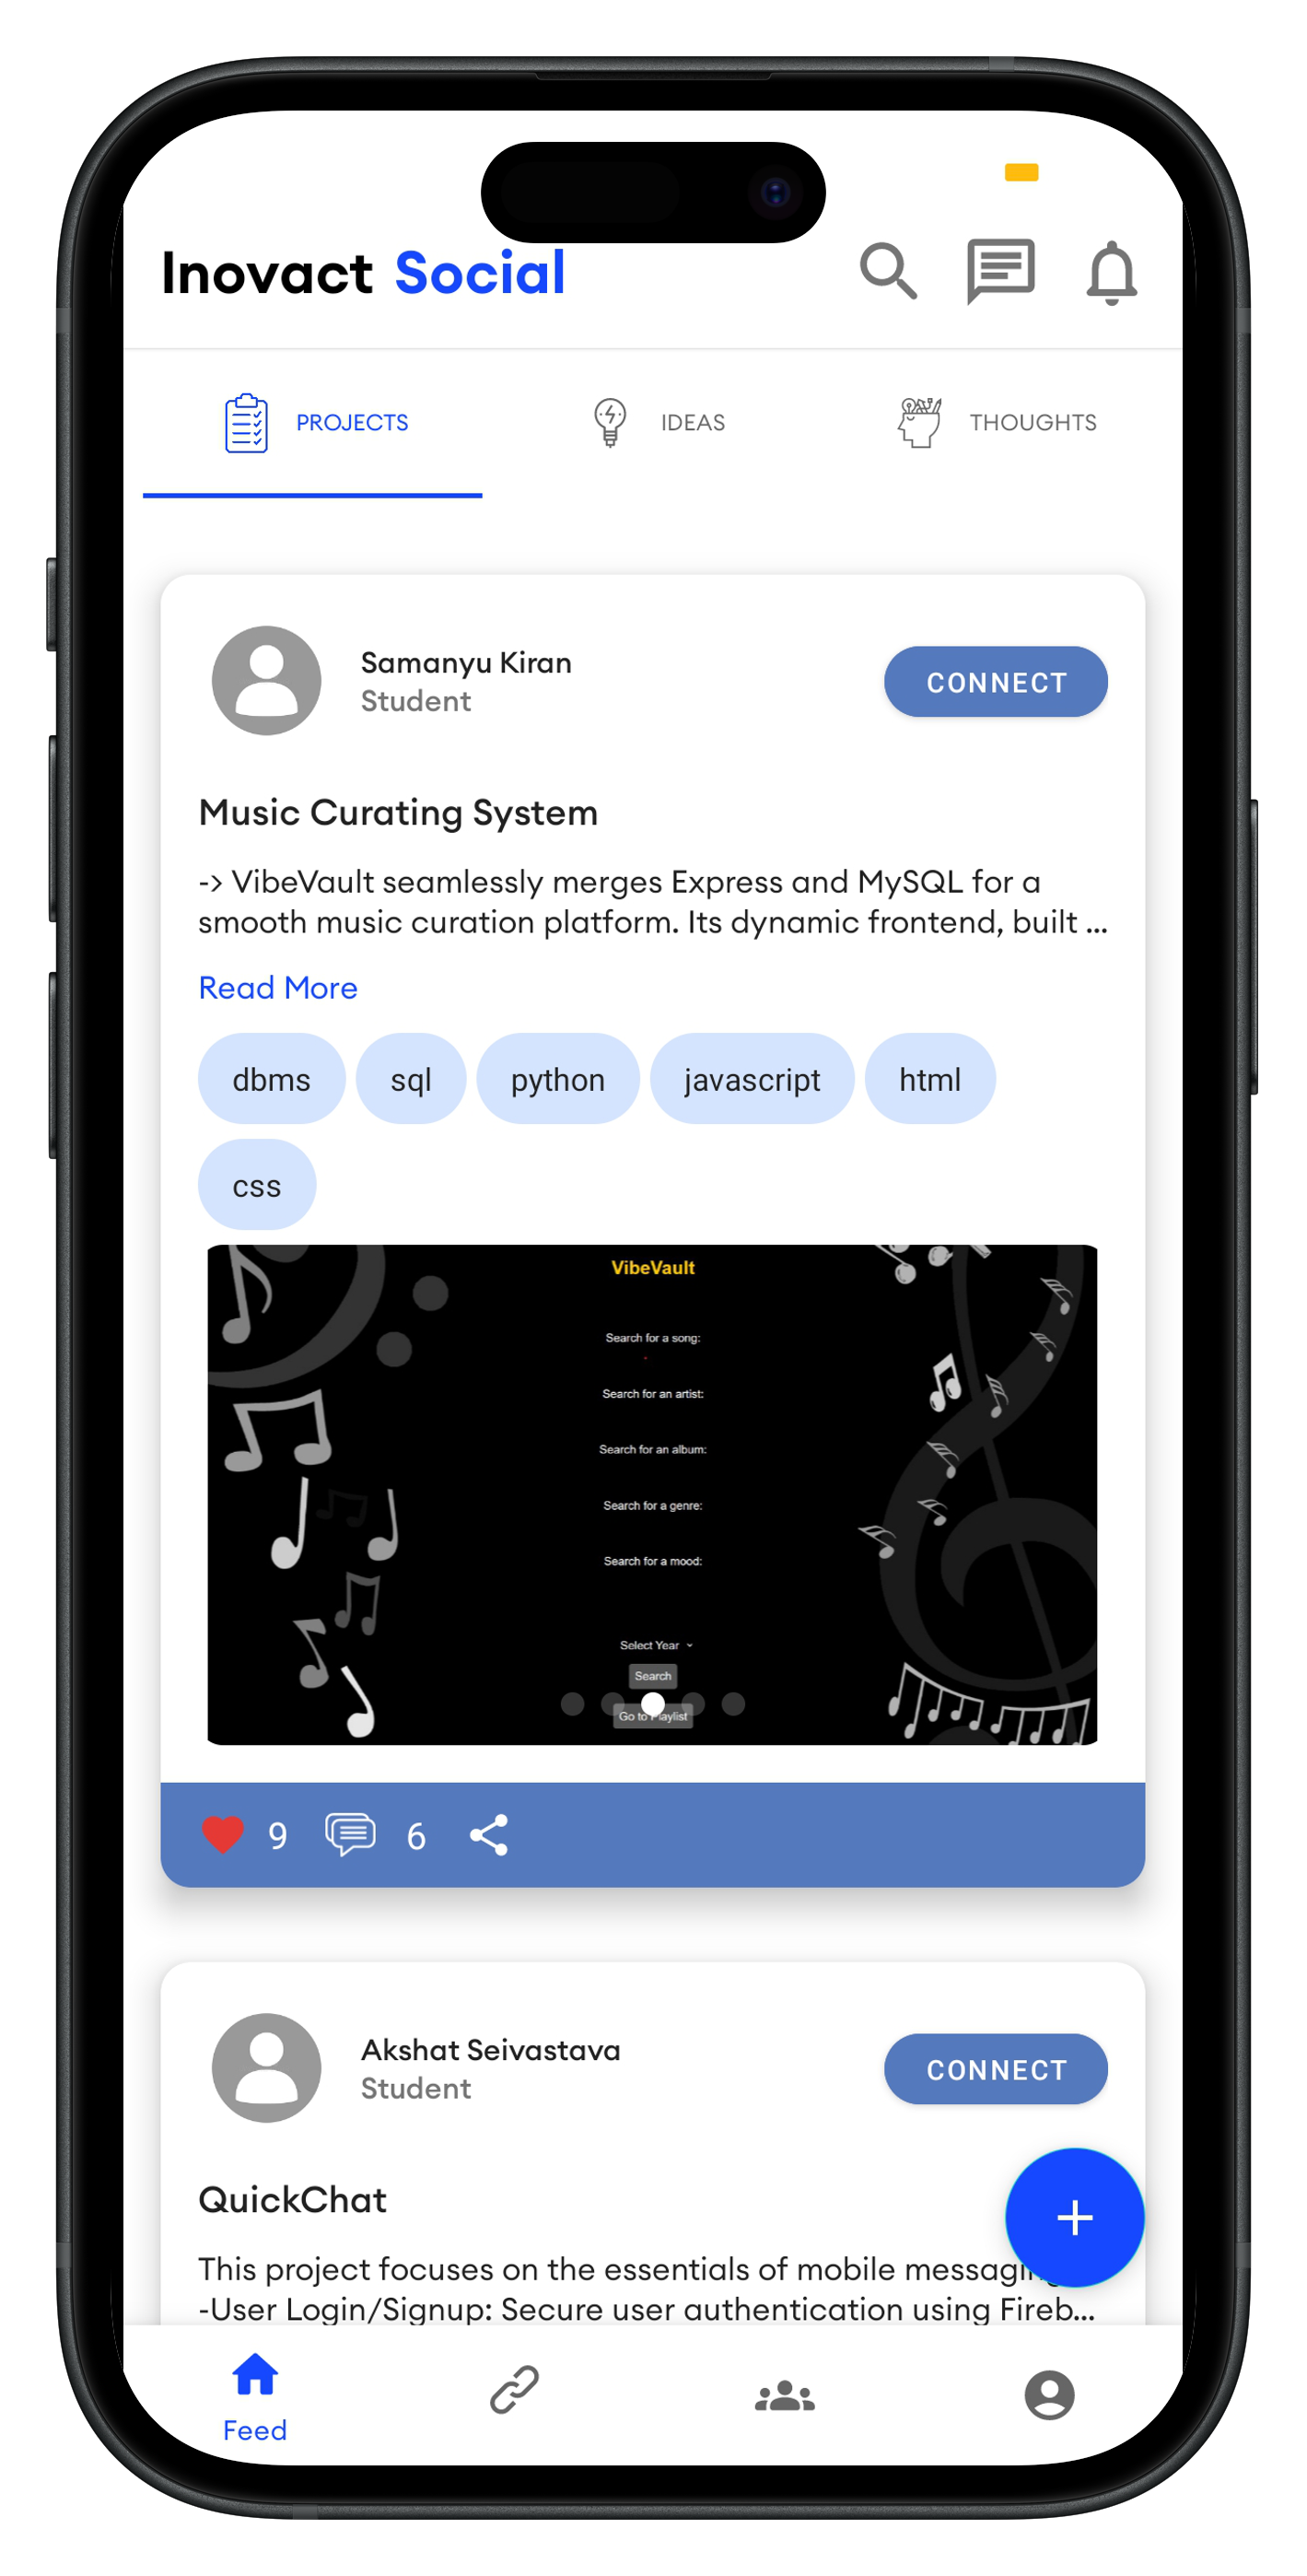 Inovact Social
PROJECTS
IDEAS
THOUGHTS
Samanyu Kiran
Student
CONNECT
Music Curating System
-> VibeVault seamlessly merges Express and MySQL for a
smooth music curation platform. Its dynamic frontend, built ...
Read More
dbms
sql
python
javascript
html
css
VibeVault
Search for a song:
Search for an artist:
Search for an album:
Search for a genre:
Search for a mood:
Select Year
Search
Go to Playlist
9
6
Akshat Seivastava
Student
CONNECT
QuickChat
This project focuses on the essentials of mobile messaging
-User Login/Signup: Secure user authentication using Fireb...
Feed